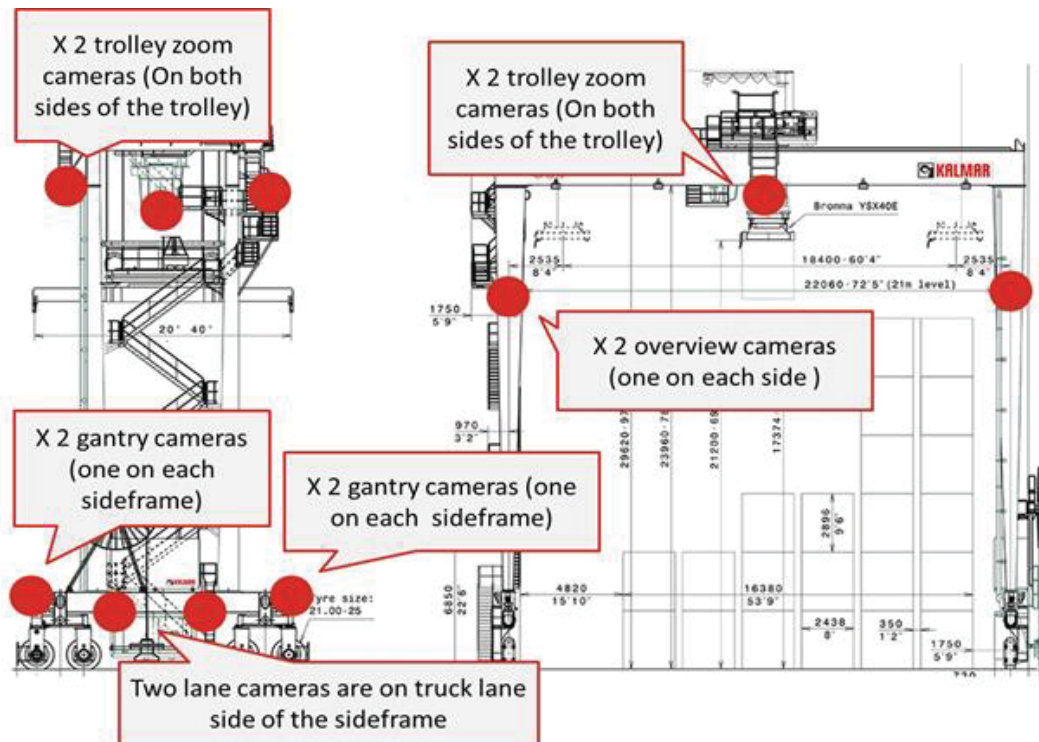 X 2 trolley zoom
cameras (On both
sides of the trolley)
X 2 trolley zoom
cameras (On both
sides of the trolley)
KALMAR
Bromma YSX40E
2535
8'4"
18400-60'4"
2535
8'4"
22060-72'5"(21m level)
1750
5'9"
20' 40'
X 2 overview cameras
(one on each side )
X 2 gantry cameras
(one on each
sideframe)
970
3'2"
X 2 gantry cameras (one
on each sideframe)
2896
9'6"
KALMAR
21.00-25
6850
22'6"
4820
15'10"
16380
53'9"
2438
8'
350
1'2"
1750
5'9"
Two lane cameras are on truck lane
side of the sideframe